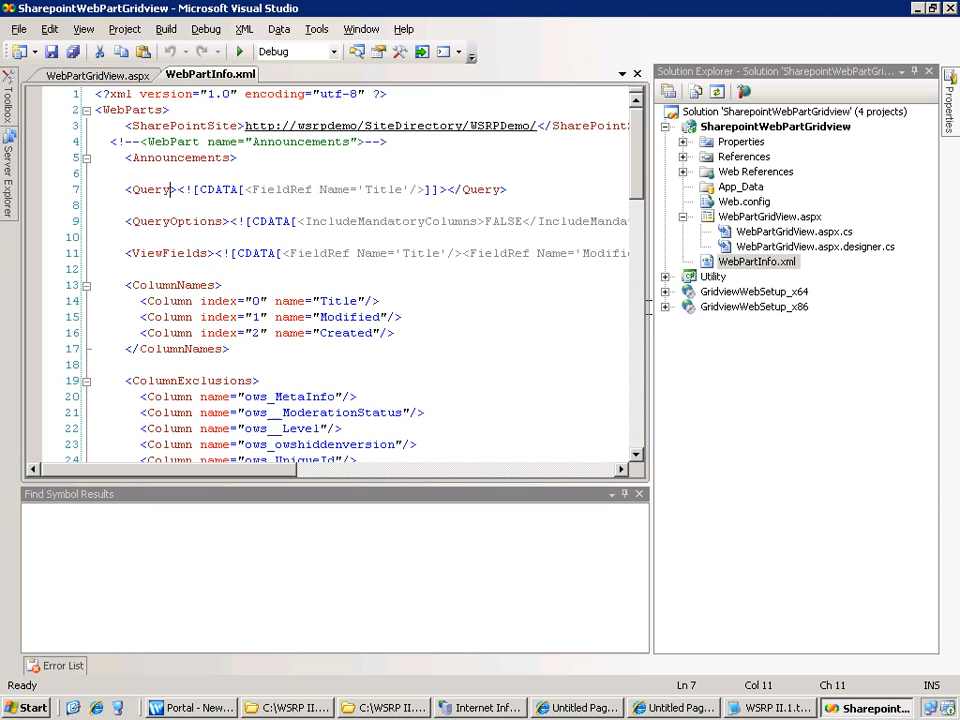 SharepointWebPartGridview - Microsoft Visual Studio
File Edit View Project Build Debug XML Data Tools Window Help
Debug
WebPartGridView.aspx WebPartInfo.xml
Toolbox
Server Explorer
1 <?xml version="1.0" encoding="utf-8" ?>
2 <WebParts>
3 <SharePointSite>http://wsrpdemo/SiteDirectory/WSRPDemo/</SharePoint
4 <!--<WebPart name="Announcements">-->
5 <Announcements>
6
7 <Query><![CDATA[<FieldRef Name='Title'/>]]></Query>
8
9 <QueryOptions><![CDATA[<IncludeMandatoryColumns>FALSE</IncludeManda
10
11 <ViewFields><![CDATA[<FieldRef Name='Title'/><FieldRef Name='Modifi
12
13 <ColumnNames>
14 <Column index="0" name="Title"/>
15 <Column index="1" name="Modified"/>
16 <Column index="2" name="Created"/>
17 </ColumnNames>
18
19 <ColumnExclusions>
20 <Column name="ows_MetaInfo"/>
21 <Column name="ows__ModerationStatus"/>
22 <Column name="ows__Level"/>
23 <Column name="ows_owshiddenversion"/>
24 <Column name="ows_UniqueId"/>
Find Symbol Results
Error List
Solution Explorer - Solution 'SharepointWebPartGri...
Solution 'SharepointWebPartGridview' (4 projects)
SharepointWebPartGridview
Properties
References
Web References
App_Data
Web.config
WebPartGridView.aspx
WebPartGridView.aspx.cs
WebPartGridView.aspx.designer.cs
WebPartInfo.xml
Utility
GridviewWebSetup_x64
GridviewWebSetup_x86
Properties
Ready Ln 7 Col 11 Ch 11 INS
Start Portal - New... C:\WSRP II.... C:\WSRP II.... Internet Inf... Untitled Pag... Untitled Pag... WSRP II.1.t... Sharepoint...